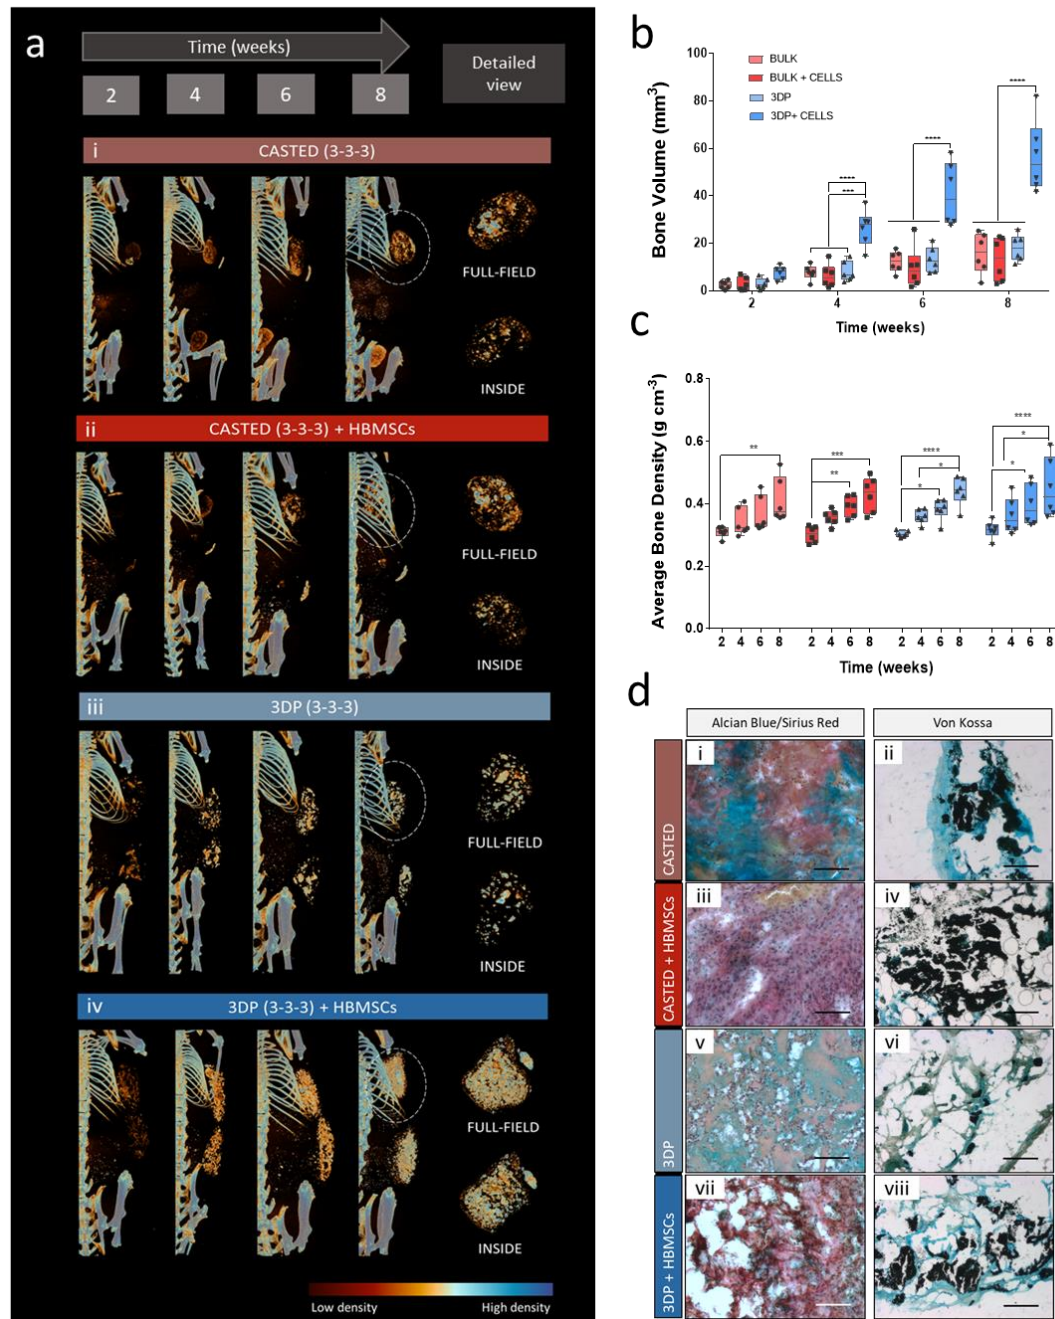 a
Time (weeks)
2
4
6
8
Detailed
view
i
CASTED (3-3-3)
FULL-FIELD
INSIDE
ii
CASTED (3-3-3) + HBMSCs
FULL-FIELD
INSIDE
iii
3DP (3-3-3)
FULL-FIELD
INSIDE
iv
3DP (3-3-3) + HBMSCs
FULL-FIELD
INSIDE
Low density
High density
b
Bone Volume (mm³)
100
80
60
40
20
0
BULK
BULK + CELLS
3DP
3DP+ CELLS
****
***
****
****
2
4
6
8
Time (weeks)
c
Average Bone Density (g cm⁻³)
0.8
0.6
0.4
0.2
0.0
**
***
**
****
*
*
****
*
*
2 4 6 8
2 4 6 8
2 4 6 8
2 4 6 8
Time (weeks)
d
Alcian Blue/Sirius Red
Von Kossa
CASTED
i
ii
CASTED + HBMSCs
iii
iv
3DP
v
vi
3DP + HBMSCs
vii
viii